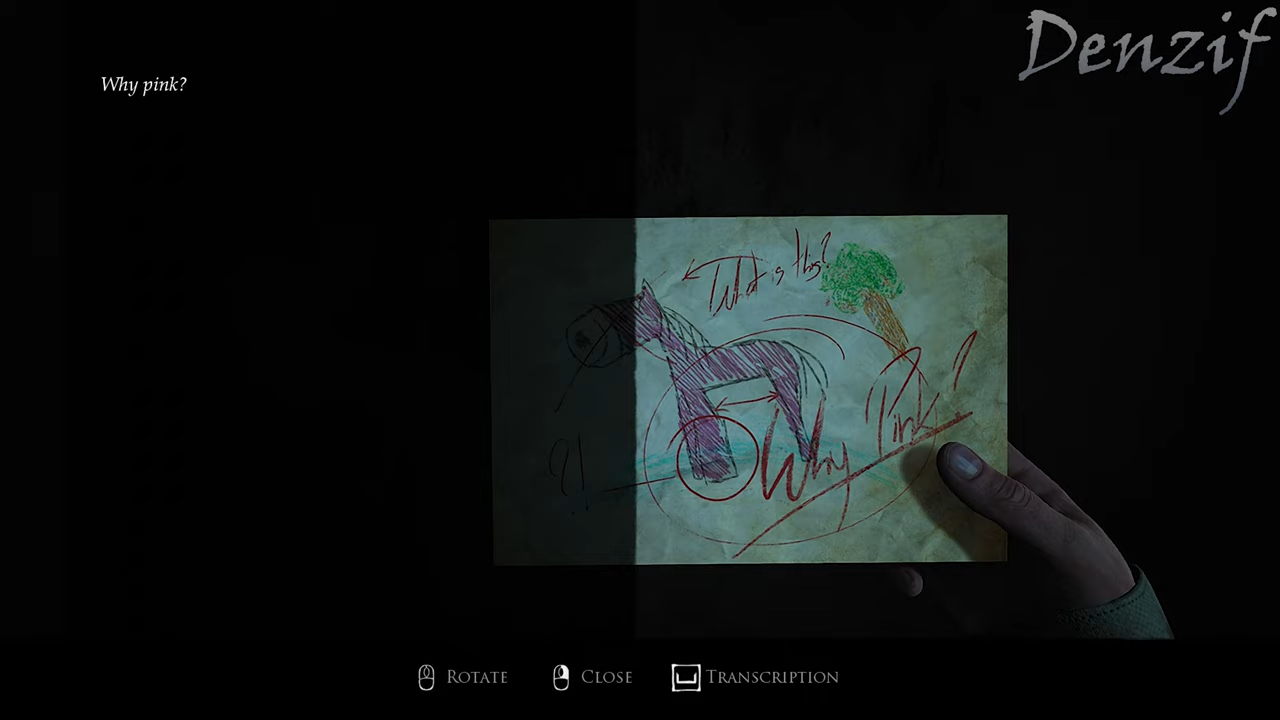 Denzif
Why pink?
What is this?
?!
Why Pink?
ROTATE
CLOSE
TRANSCRIPTION